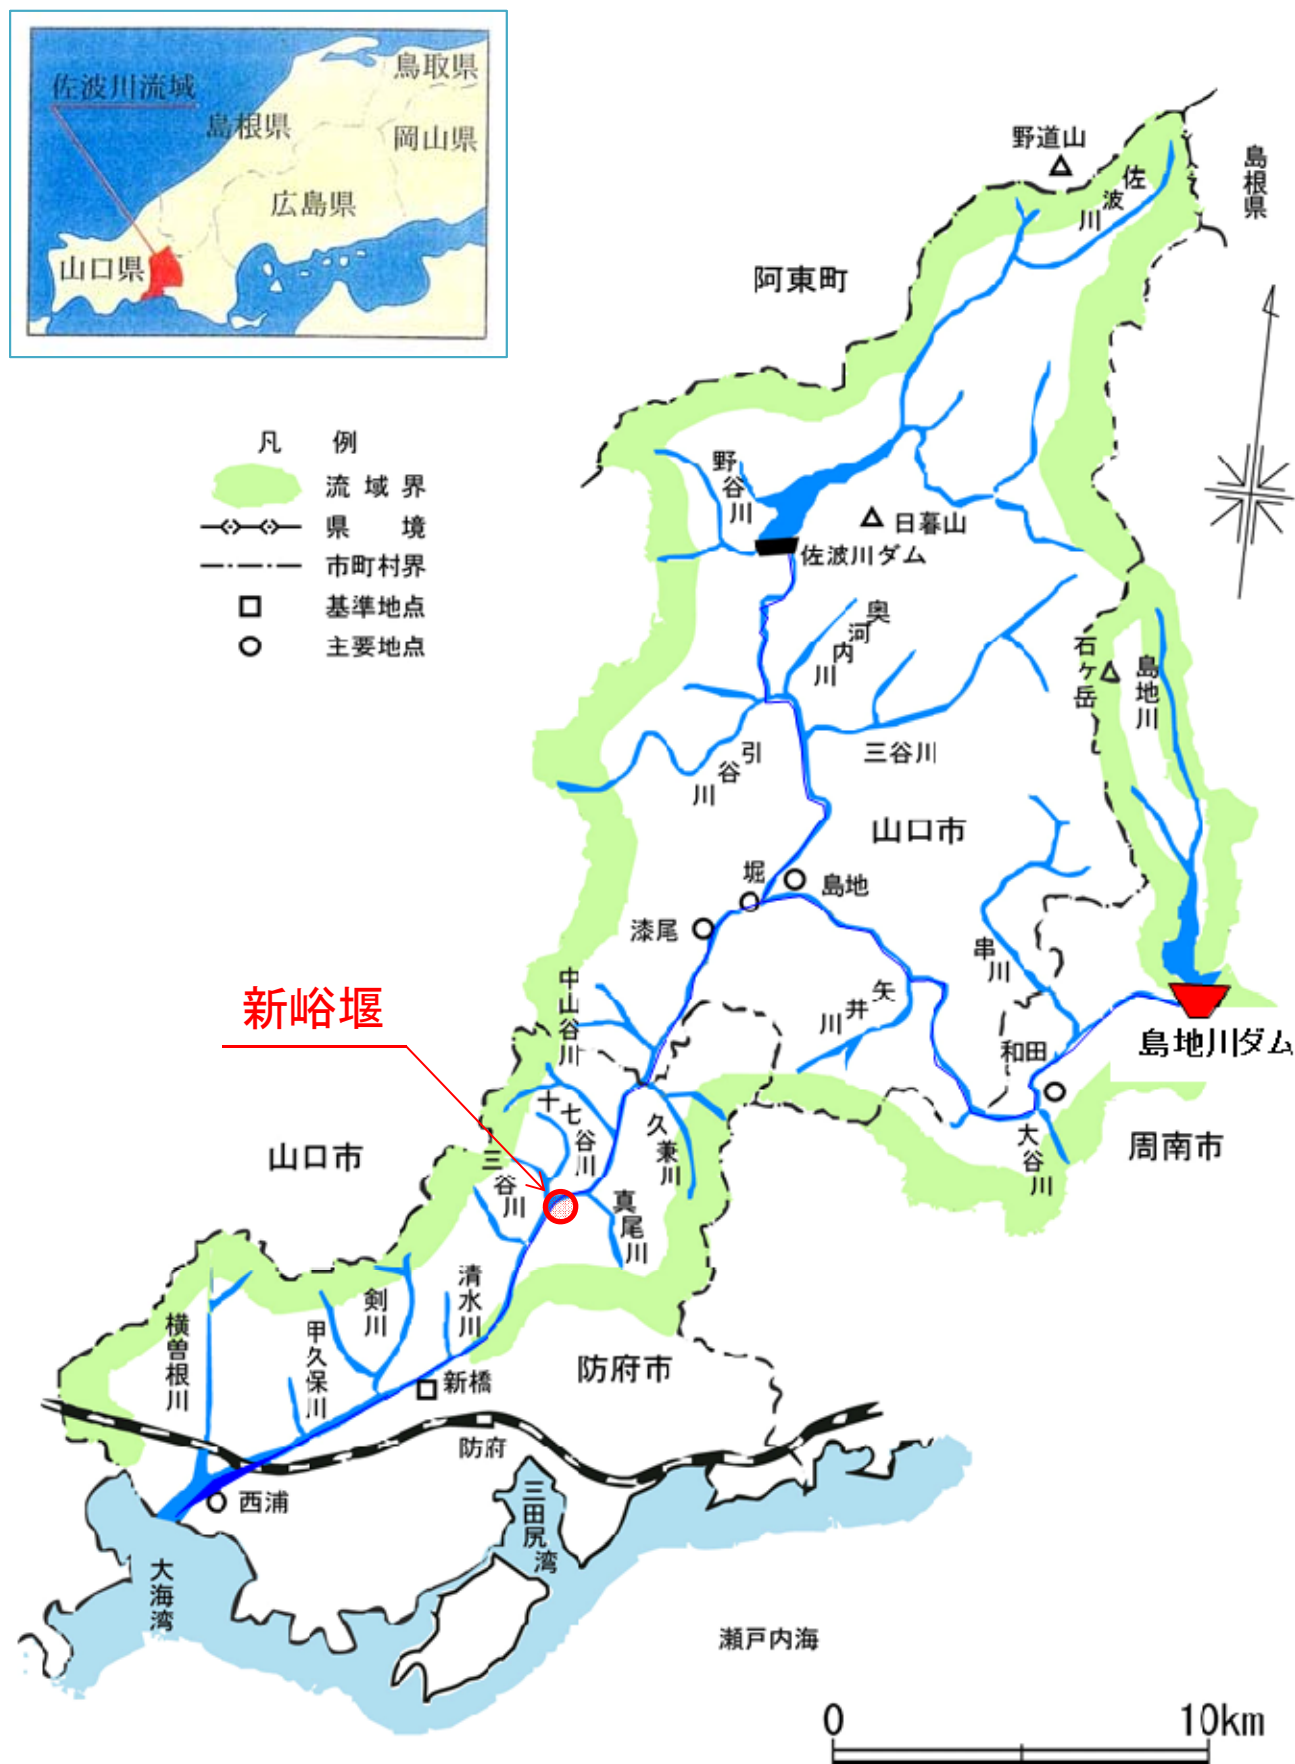 佐波川流域
鳥取県
島根県
岡山県
広島県
山口県
凡 例
流域界
県 境
市町村界
基準地点
主要地点
野道山
佐波川
島根県
阿東町
野谷川
日暮山
佐波川ダム
奥河内川
石ヶ岳
島地川
三谷川
引谷川
山口市
堀
島地
漆尾
串川
中山谷川
矢井川
新峪堰
和田
島地川ダム
十七谷川
久兼川
大谷川
周南市
山口市
三谷川
真尾川
清水川
剣川
甲久保川
横曽根川
防府市
新橋
防府
西浦
三田尻湾
大海湾
瀬戸内海
0 10km